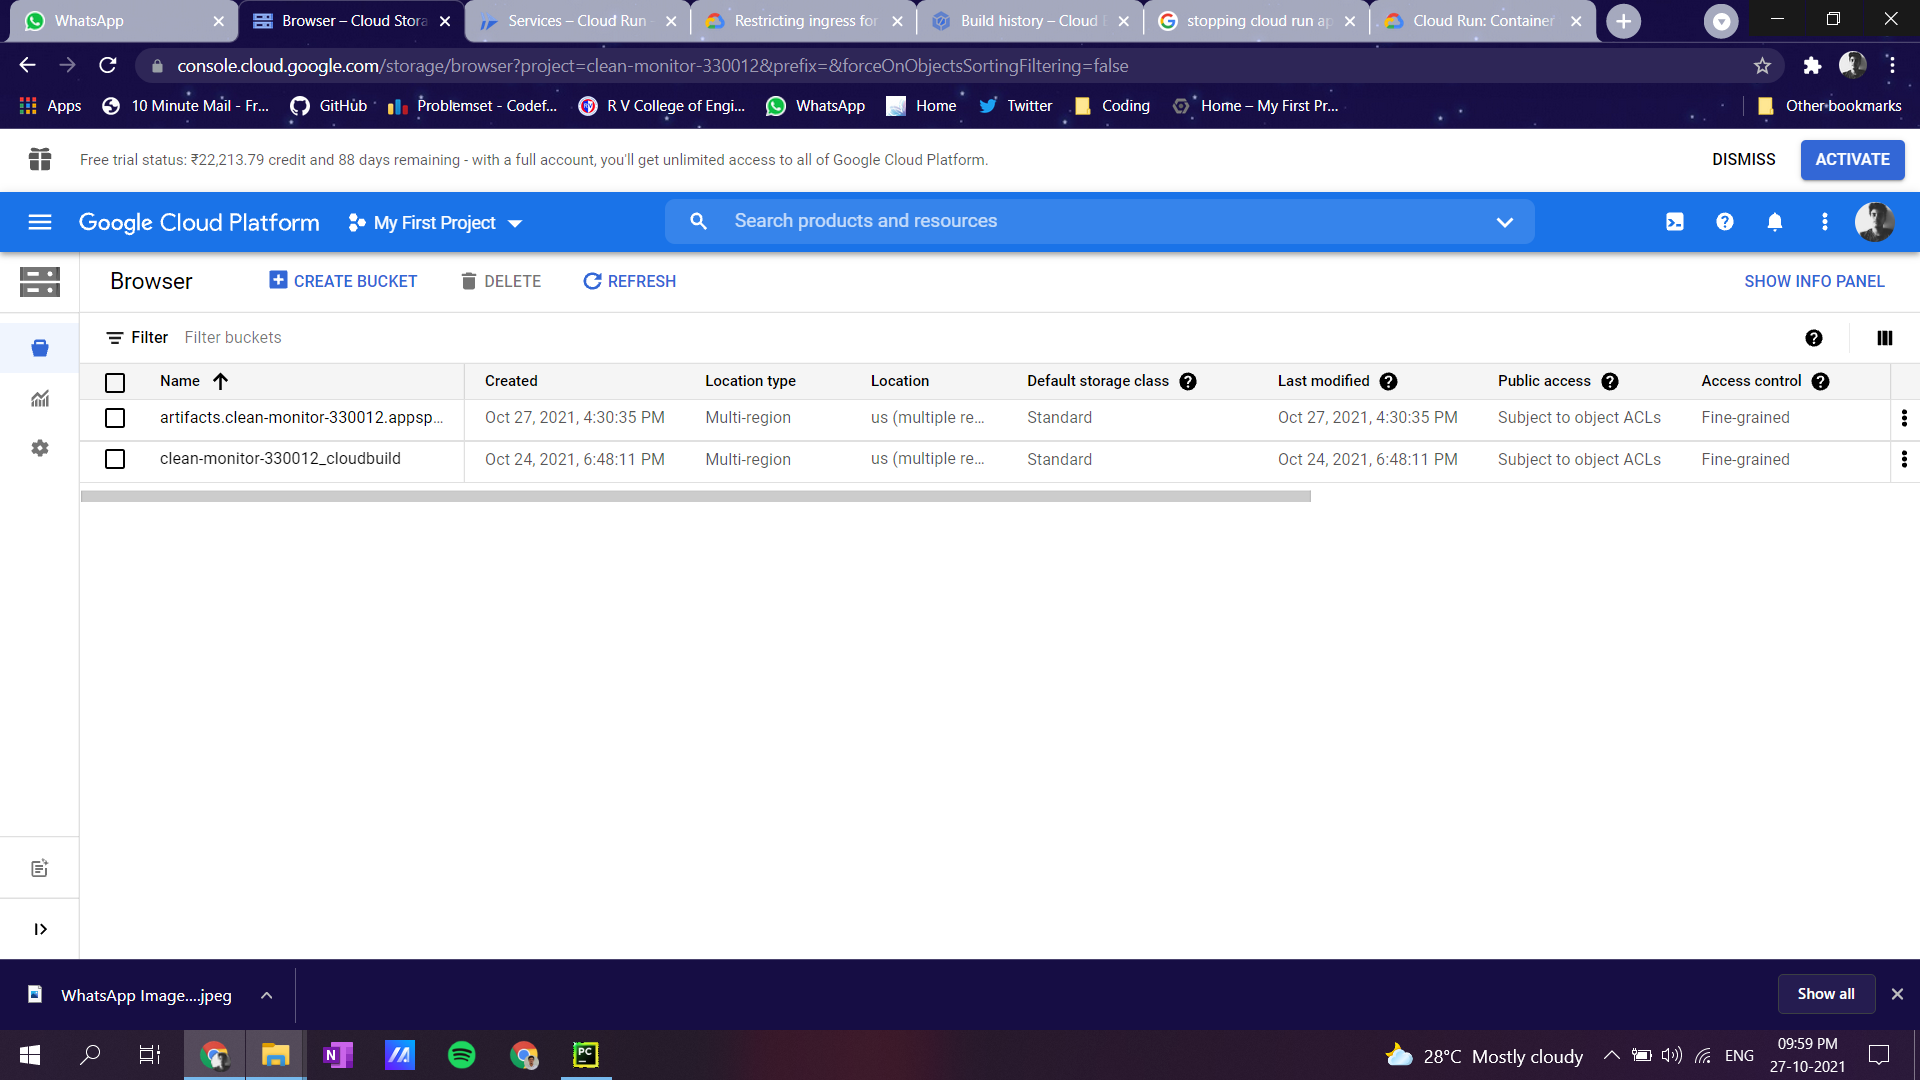 WhatsApp
Browser – Cloud Stora
Services – Cloud Run
Restricting ingress for
Build history – Cloud
stopping cloud run ap
Cloud Run: Container
console.cloud.google.com/storage/browser?project=clean-monitor-330012&prefix=&forceOnObjectsSortingFiltering=false
Apps 10 Minute Mail - Fr... GitHub Problemset - Codef... R V College of Engi... WhatsApp Home Twitter Coding Home – My First Pr... Other bookmarks
Free trial status: ₹22,213.79 credit and 88 days remaining - with a full account, you'll get unlimited access to all of Google Cloud Platform. DISMISS ACTIVATE
Google Cloud Platform My First Project Search products and resources
Browser CREATE BUCKET DELETE REFRESH SHOW INFO PANEL
Filter Filter buckets
Name Created Location type Location Default storage class Last modified Public access Access control
artifacts.clean-monitor-330012.appsp... Oct 27, 2021, 4:30:35 PM Multi-region us (multiple re... Standard Oct 27, 2021, 4:30:35 PM Subject to object ACLs Fine-grained
clean-monitor-330012_cloudbuild Oct 24, 2021, 6:48:11 PM Multi-region us (multiple re... Standard Oct 24, 2021, 6:48:11 PM Subject to object ACLs Fine-grained
WhatsApp Image....jpeg Show all
28°C Mostly cloudy ENG 09:59 PM
27-10-2021